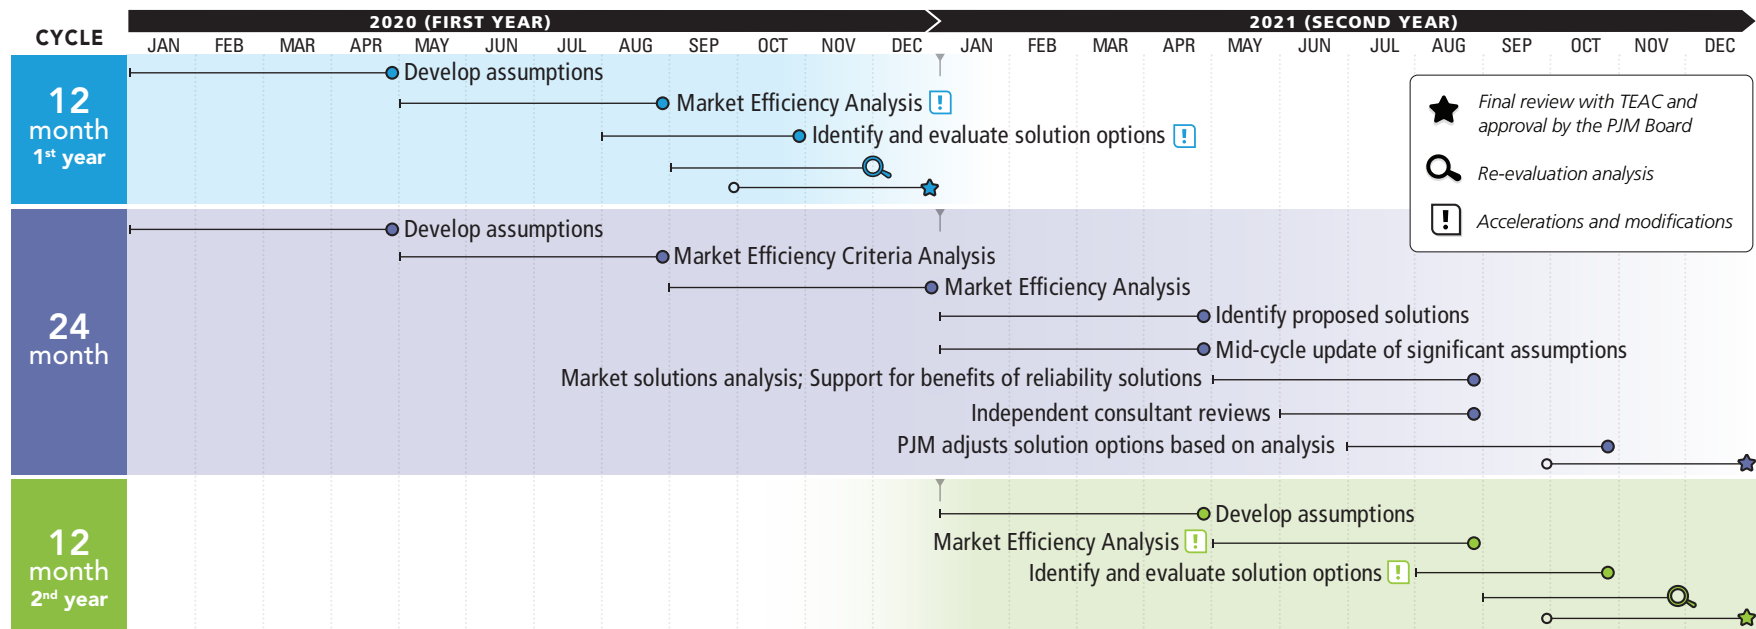 2020 (FIRST YEAR)
2021 (SECOND YEAR)
CYCLE
JAN FEB MAR APR MAY JUN JUL AUG SEP OCT NOV DEC JAN FEB MAR APR MAY JUN JUL AUG SEP OCT NOV DEC
12
month
1st year
Develop assumptions
Market Efficiency Analysis !
Identify and evaluate solution options !
Final review with TEAC and
approval by the PJM Board
Re-evaluation analysis
! Accelerations and modifications
24
month
Develop assumptions
Market Efficiency Criteria Analysis
Market Efficiency Analysis
Identify proposed solutions
Mid-cycle update of significant assumptions
Market solutions analysis; Support for benefits of reliability solutions
Independent consultant reviews
PJM adjusts solution options based on analysis
12
month
2nd year
Develop assumptions
Market Efficiency Analysis !
Identify and evaluate solution options !